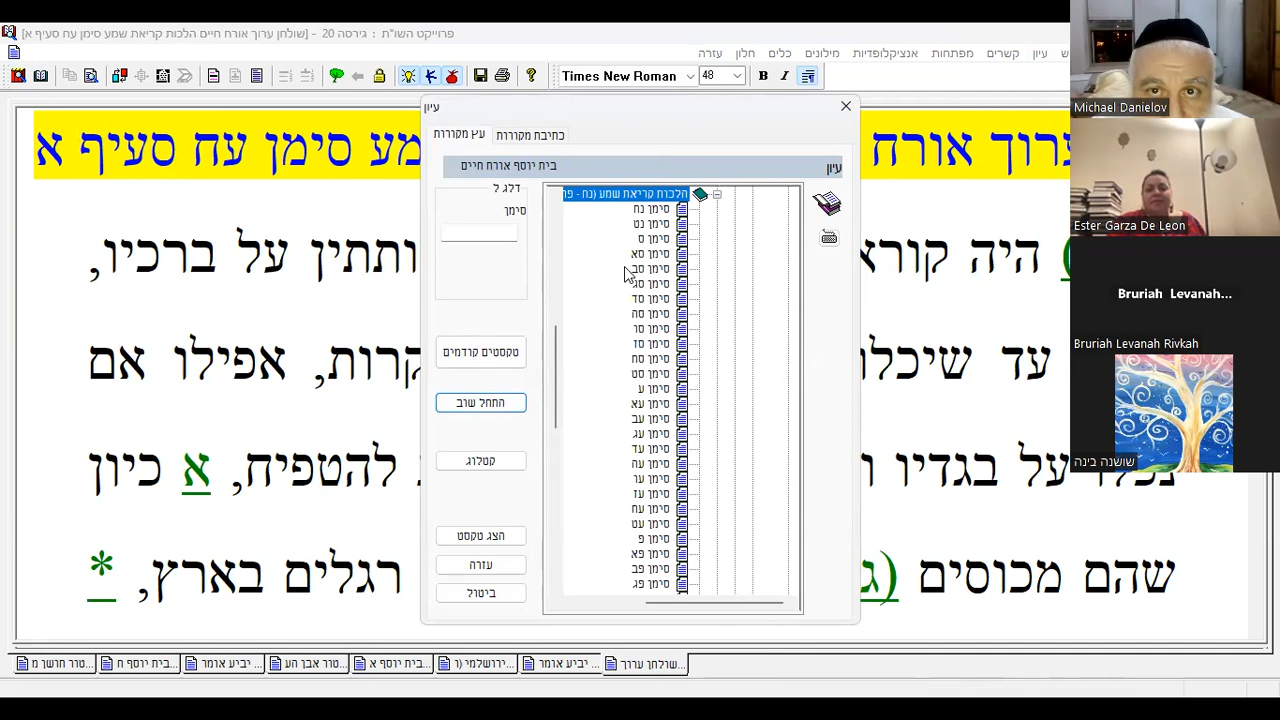 פרוייקט השו"ת : גירסה 20 - [שולחן ערוך אורח חיים הלכות קריאת שמע סימן עח סעיף א]
עיון קשרים מפתחות אנציקלופדיות מילונים כלים חלון עזרה
Times New Roman 48 B I
ערוך אורח
מע סימן עח סעיף א
היה קורא
ותתין על ברכיו,
עד שיכלו
קרות, אפילו אם
על בגדיו ו
להטפיח, א כיון
שהם מכוסים (ג
רגלים בארץ, *
עיון
עץ מקורות
כתיבת מקורות
עיון
בית יוסף אורח חיים
דלג ל
סימן
טקסטים קודמים
התחל שוב
קטלוג
הצג טקסט
עזרה
ביטול
הלכות קריאת שמע (נח - פו
סימן נח
סימן נט
סימן ס
סימן סא
סימן סב
סימן סג
סימן סד
סימן סה
סימן סו
סימן סז
סימן סח
סימן סט
סימן ע
סימן עא
סימן עב
סימן עג
סימן עד
סימן עה
סימן עו
סימן עז
סימן עח
סימן עט
סימן פ
סימן פא
סימן פב
סימן פג
שולחן ערוך...
יביע אומר ...
ירושלמי (ו...
בית יוסף א...
טור אבן הע...
יביע אומר ...
בית יוסף ח...
טור חושן מ...
Michael Danielov
Ester Garza De Leon
Bruriah Levanah...
Bruriah Levanah Rivkah
שושנה בינה